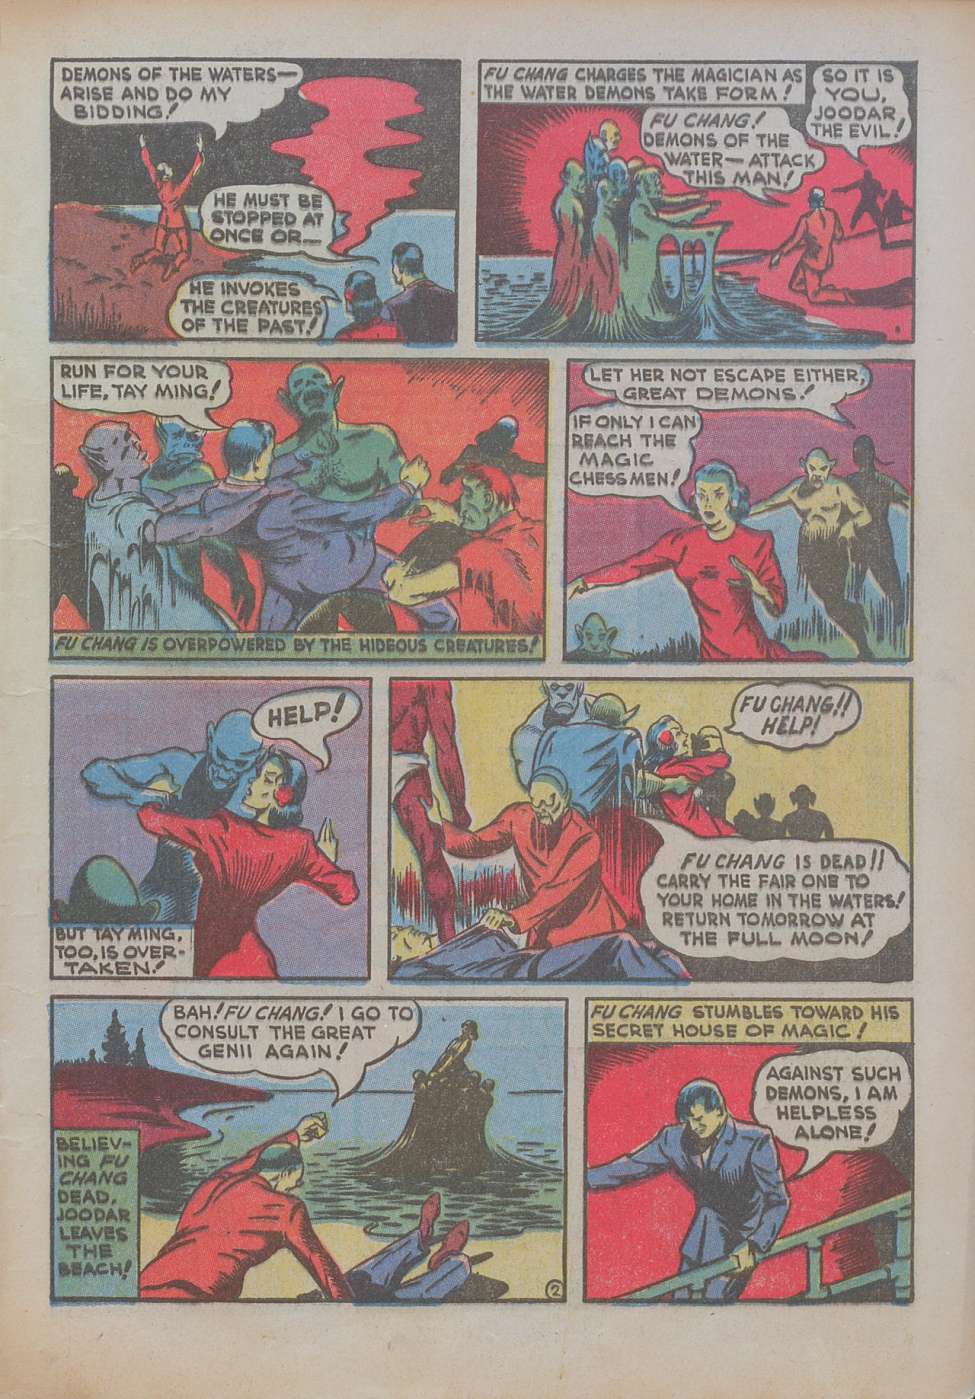 DEMONS OF THE WATERS—
ARISE AND DO MY
BIDDING!
HE MUST BE
STOPPED AT
ONCE OR—
HE INVOKES
THE CREATURES
OF THE PAST!
FU CHANG CHARGES THE MAGICIAN AS
THE WATER DEMONS TAKE FORM!
SO IT IS
YOU,
JOODAR
THE EVIL!
FU CHANG!
DEMONS OF THE
WATER— ATTACK
THIS MAN!
RUN FOR YOUR
LIFE, TAY MING!
FU CHANG IS OVERPOWERED BY THE HIDEOUS CREATURES!
LET HER NOT ESCAPE EITHER,
GREAT DEMONS!
IF ONLY I CAN
REACH THE
MAGIC
CHESSMEN!
HELP!
BUT TAY MING,
TOO, IS OVER-
TAKEN!
FU CHANG!!
HELP!
FU CHANG IS DEAD!!
CARRY THE FAIR ONE TO
YOUR HOME IN THE WATERS!
RETURN TOMORROW AT
THE FULL MOON!
BAH! FU CHANG! I GO TO
CONSULT THE GREAT
GENII AGAIN!
BELIEV-
ING FU
CHANG
DEAD,
JOODAR
LEAVES
THE
BEACH!
2
FU CHANG STUMBLES TOWARD HIS
SECRET HOUSE OF MAGIC!
AGAINST SUCH
DEMONS, I AM
HELPLESS
ALONE!